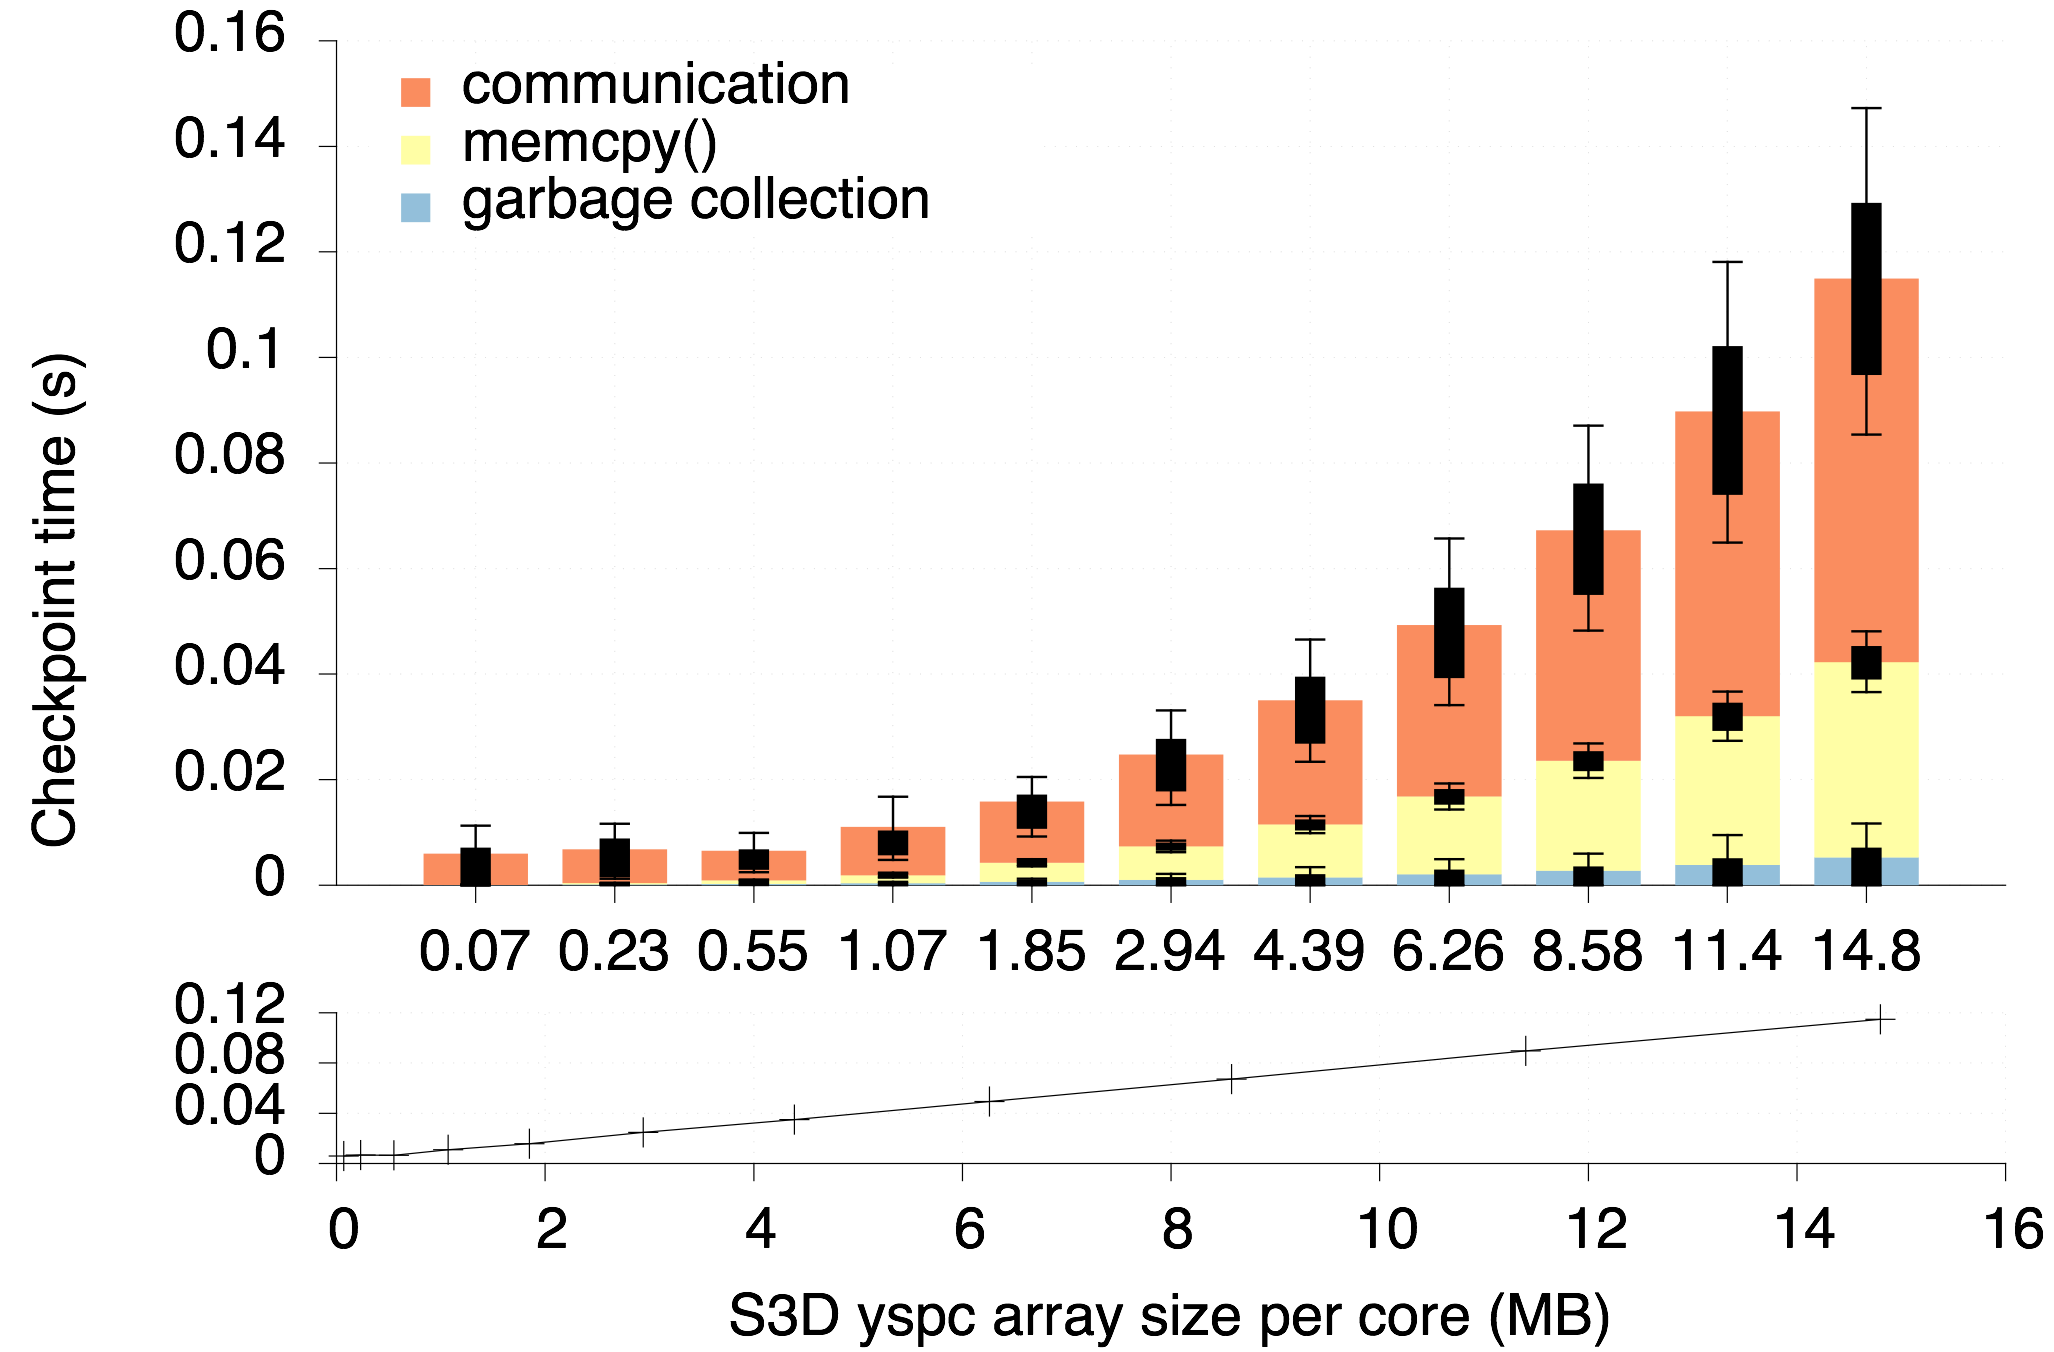 0.16
0.14
0.12
0.1
0.08
0.06
0.04
0.02
0
communication
memcpy()
garbage collection
Checkpoint time (s)
0.07 0.23 0.55 1.07 1.85 2.94 4.39 6.26 8.58 11.4 14.8
0.12
0.08
0.04
0
0 2 4 6 8 10 12 14 16
S3D yspc array size per core (MB)